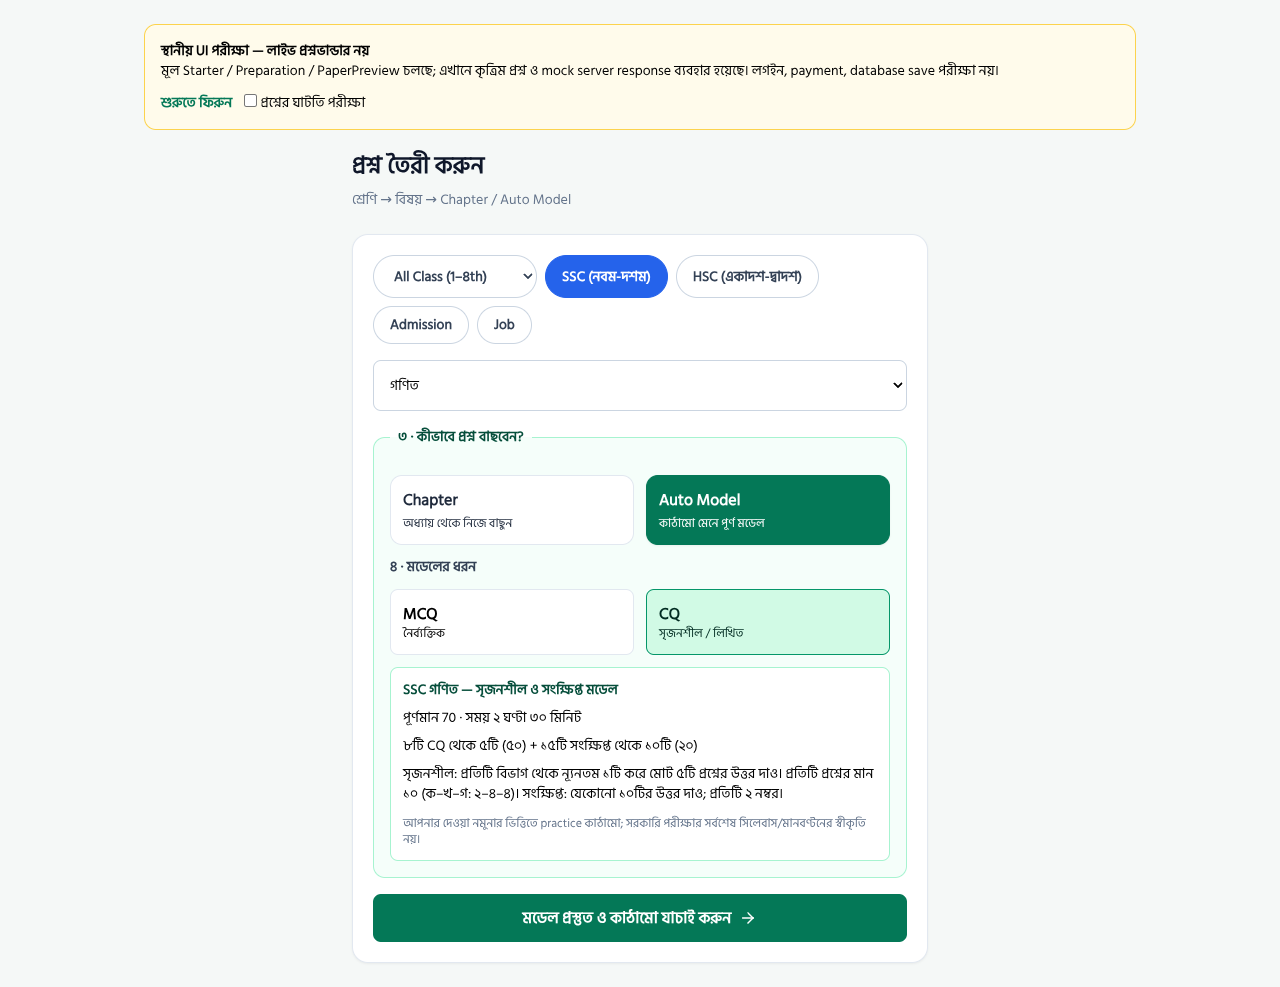 স্থানীয় UI পরীক্ষা — লাইভ প্রশ্নভান্ডার নয়
মূল Starter / Preparation / PaperPreview চলছে; এখানে কৃত্রিম প্রশ্ন ও mock server response ব্যবহার হয়েছে। লগইন, payment, database save পরীক্ষা নয়।
শুরুতে ফিরুন প্রশ্নের ঘাটতি পরীক্ষা
প্রশ্ন তৈরী করুন
শ্রেণি → বিষয় → Chapter / Auto Model
All Class (1–8th) SSC (নবম-দশম) HSC (একাদশ-দ্বাদশ)
Admission Job
গণিত
৩ · কীভাবে প্রশ্ন বাছবেন?
Chapter Auto Model
অধ্যায় থেকে নিজে বাছুন কাঠামো মেনে পূর্ণ মডেল
৪ · মডেলের ধরন
MCQ CQ
নৈর্ব্যক্তিক সৃজনশীল / লিখিত
SSC গণিত — সৃজনশীল ও সংক্ষিপ্ত মডেল
পূর্ণমান 70 · সময় ২ ঘণ্টা ৩০ মিনিট
৮টি CQ থেকে ৫টি (৫০) + ১৫টি সংক্ষিপ্ত থেকে ১০টি (২০)
সৃজনশীল: প্রতিটি বিভাগ থেকে ন্যূনতম ১টি করে মোট ৫টি প্রশ্নের উত্তর দাও। প্রতিটি প্রশ্নের মান
১০ (ক–খ–গ: ২–৪–৪)। সংক্ষিপ্ত: যেকোনো ১০টির উত্তর দাও; প্রতিটি ২ নম্বর।
আপনার দেওয়া নমুনার ভিত্তিতে practice কাঠামো; সরকারি পরীক্ষার সর্বশেষ সিলেবাস/মানবণ্টনের স্বীকৃতি
নয়।
মডেল প্রস্তুত ও কাঠামো যাচাই করুন →